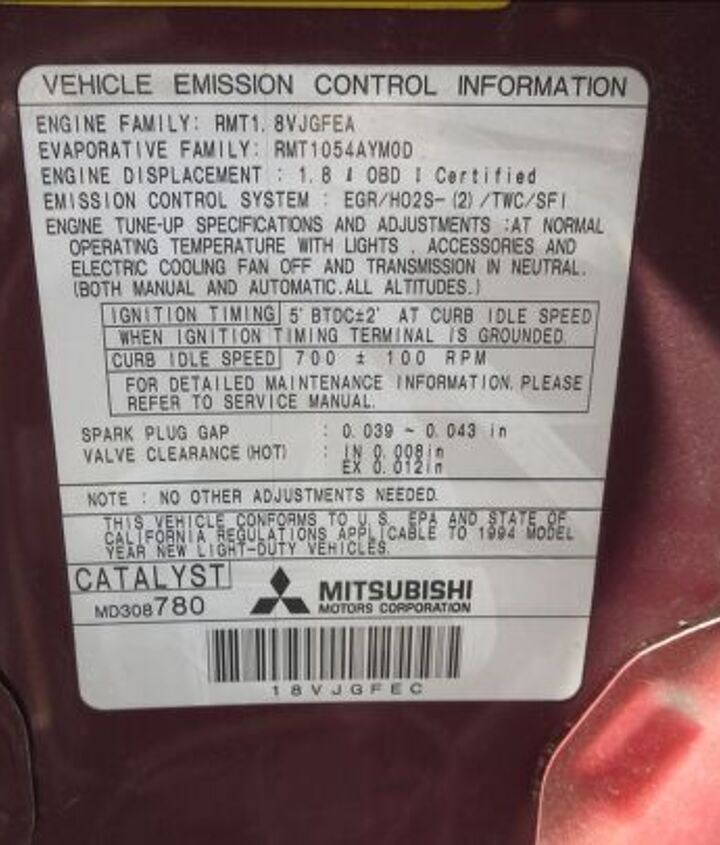 VEHICLE EMISSION CONTROL INFORMATION
ENGINE FAMILY: RMT1.8VJGFEA
EVAPORATIVE FAMILY: RMT1054AYM0D
ENGINE DISPLACEMENT : 1.8 ℓ OBD I Certified
EMISSION CONTROL SYSTEM : EGR/HO2S-(2)/TWC/SFI
ENGINE TUNE-UP SPECIFICATIONS AND ADJUSTMENTS :AT NORMAL
OPERATING TEMPERATURE WITH LIGHTS , ACCESSORIES AND
ELECTRIC COOLING FAN OFF AND TRANSMISSION IN NEUTRAL.
(BOTH MANUAL AND AUTOMATIC.ALL ALTITUDES.)
IGNITION TIMING 5° BTDC±2° AT CURB IDLE SPEED
WHEN IGNITION TIMING TERMINAL IS GROUNDED.
CURB IDLE SPEED 700 ± 100 RPM
FOR DETAILED MAINTENANCE INFORMATION. PLEASE
REFER TO SERVICE MANUAL.
SPARK PLUG GAP : 0.039 ~ 0.043 in
VALVE CLEARANCE(HOT) : IN 0.008in
EX 0.012in
NOTE : NO OTHER ADJUSTMENTS NEEDED.
THIS VEHICLE CONFORMS TO U.S. EPA AND STATE OF
CALIFORNIA REGULATIONS APPLICABLE TO 1994 MODEL
YEAR NEW LIGHT-DUTY VEHICLES.
CATALYST
MD308780
MITSUBISHI
MOTORS CORPORATION
18VJGFEC